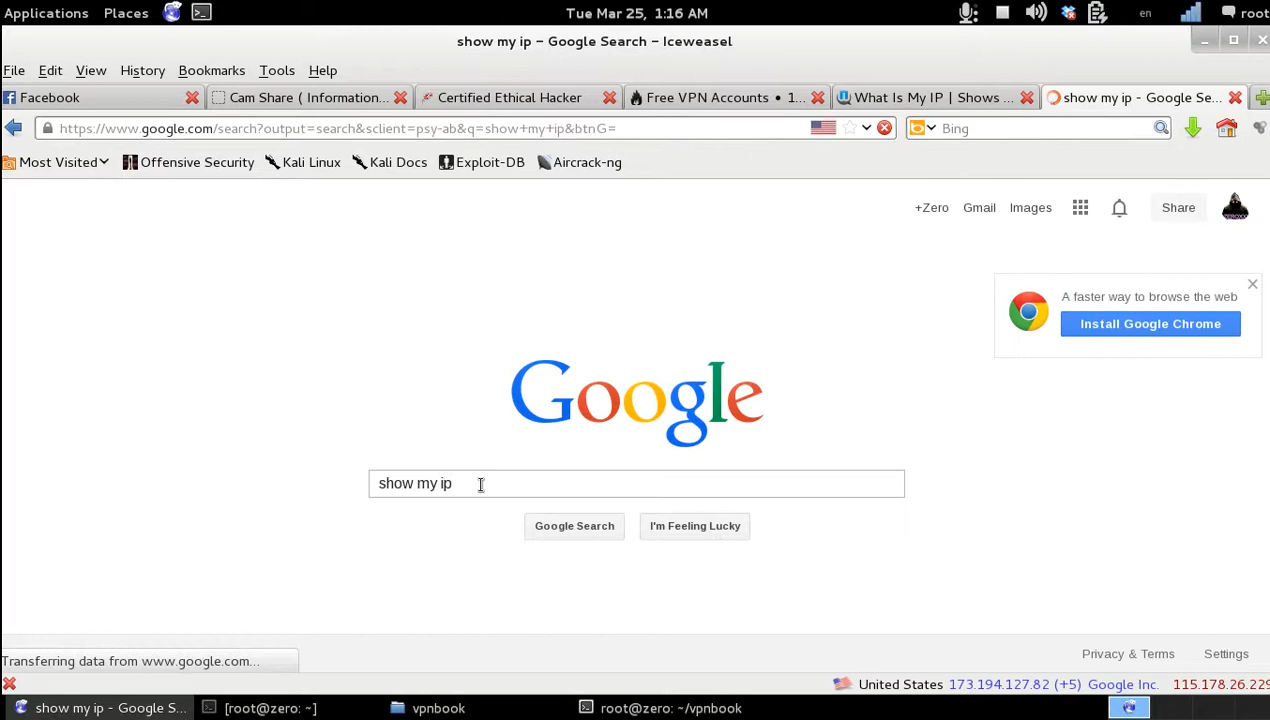 Applications Places Tue Mar 25, 1:16 AM en root
show my ip - Google Search - Iceweasel
File Edit View History Bookmarks Tools Help
Facebook Cam Share ( Information... Certified Ethical Hacker Free VPN Accounts • 1... What Is My IP | Shows ... show my ip - Google Se...
https://www.google.com/search?output=search&sclient=psy-ab&q=show+my+ip&btnG= Bing
Most Visited Offensive Security Kali Linux Kali Docs Exploit-DB Aircrack-ng
+Zero Gmail Images Share
A faster way to browse the web
Install Google Chrome
Google
show my ip
Google Search I'm Feeling Lucky
Privacy & Terms Settings
Transferring data from www.google.com...
United States 173.194.127.82 (+5) Google Inc. 115.178.26.229
show my ip - Google S... [root@zero: ~] vpnbook root@zero: ~/vpnbook